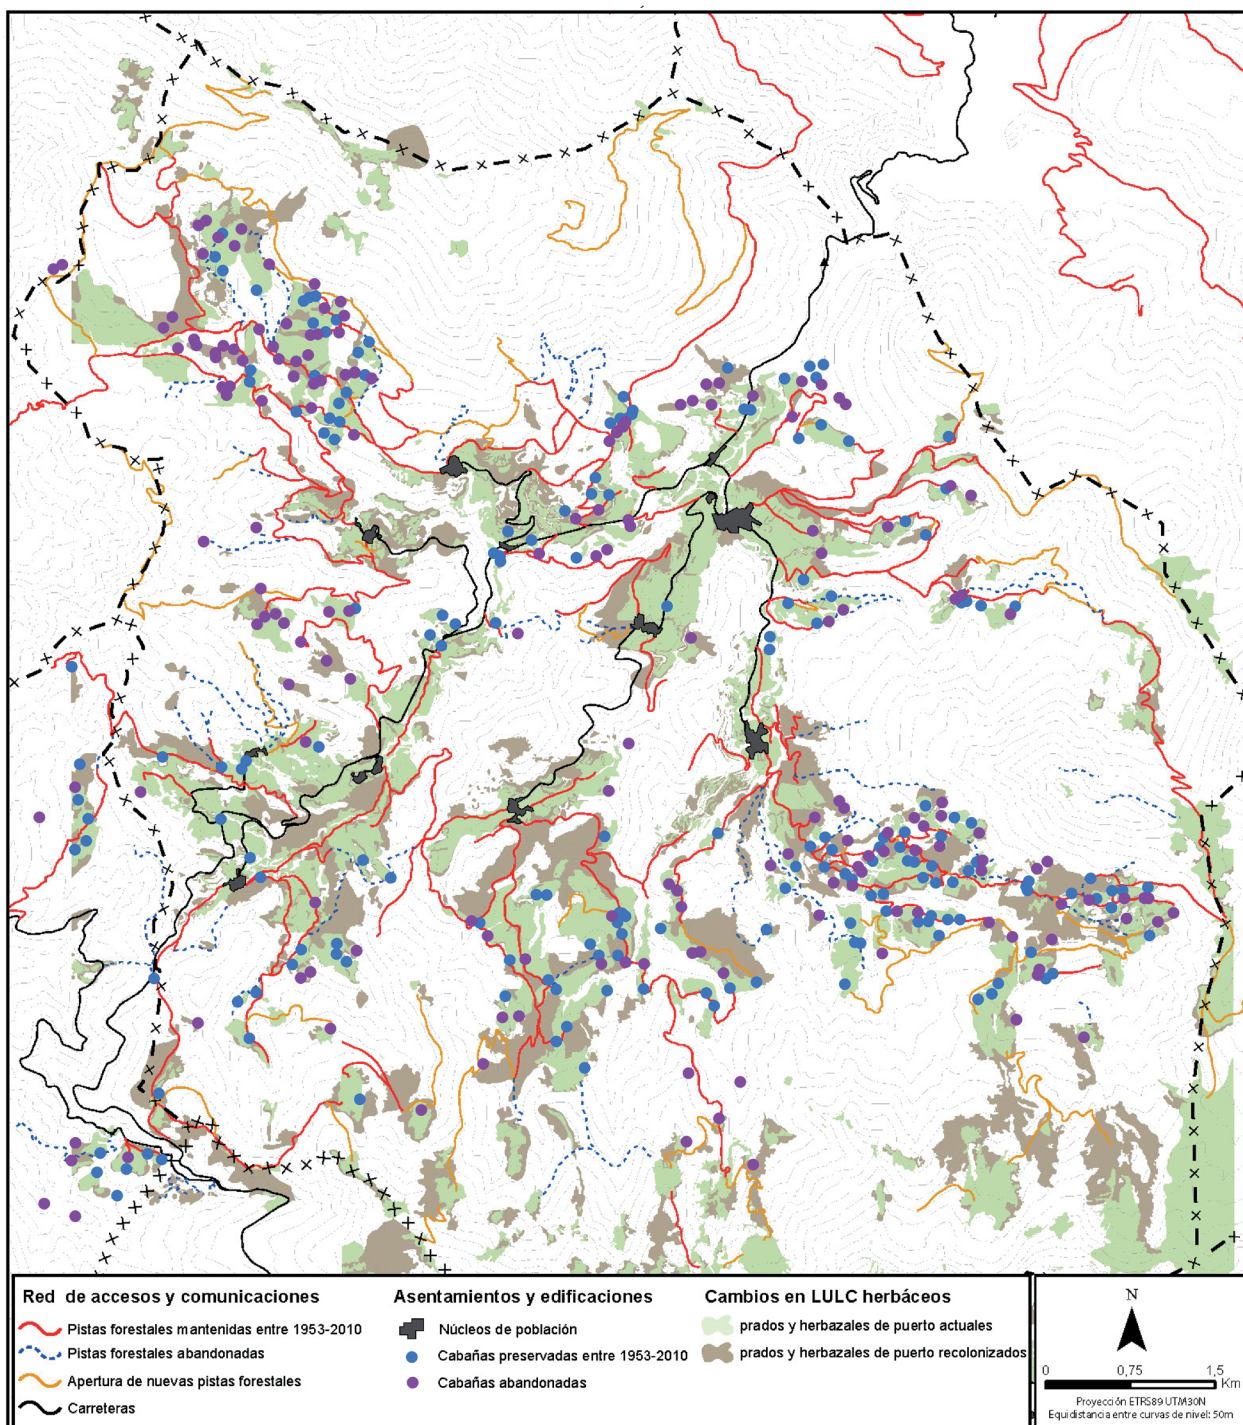 Red de accesos y comunicaciones
Pistas forestales mantenidas entre 1953-2010
Pistas forestales abandonadas
Apertura de nuevas pistas forestales
Carreteras
Asentamientos y edificaciones
Núcleos de población
Cabañas preservadas entre 1953-2010
Cabañas abandonadas
Cambios en LULC herbáceos
prados y herbazales de puerto actuales
prados y herbazales de puerto recolonizados
N
0 0,75 1,5
Km
Proyección ETRS89 UTM30N
Equidistancia entre curvas de nivel: 50m